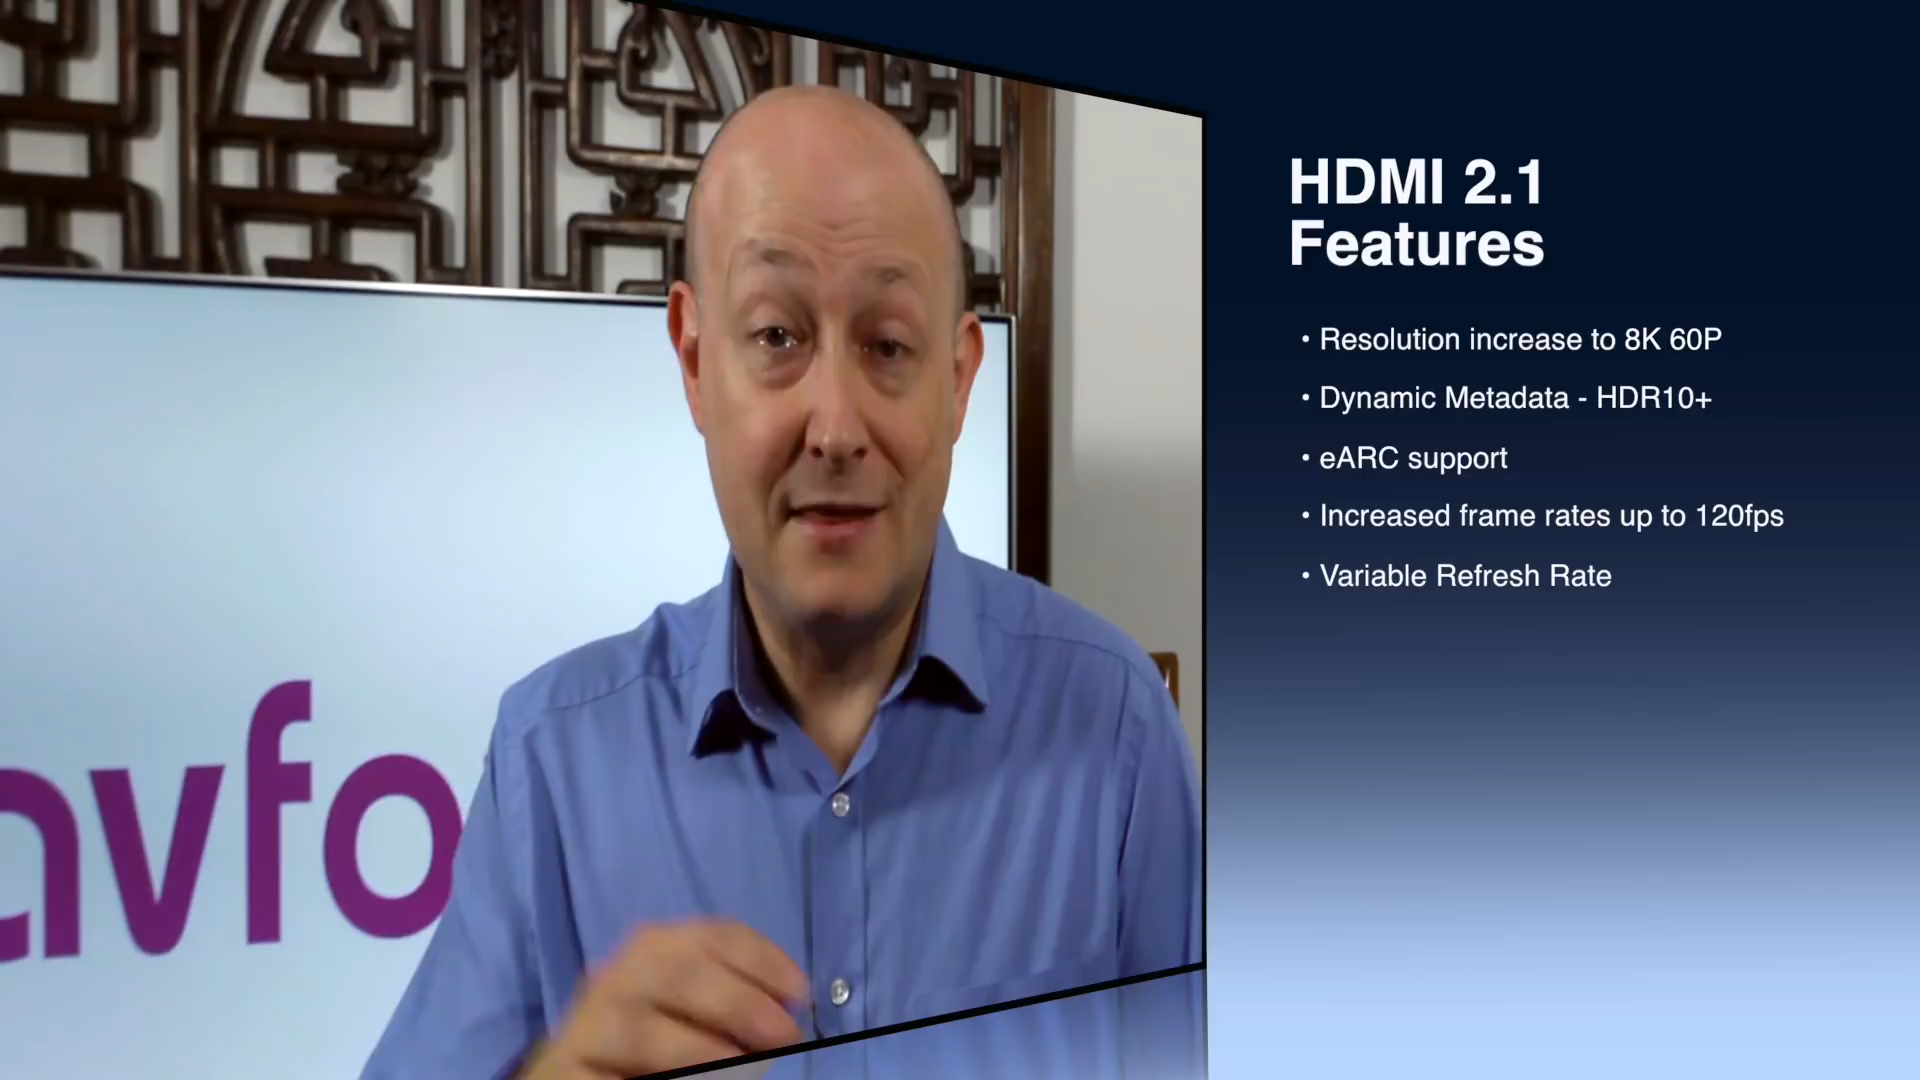 avfo
HDMI 2.1
Features
• Resolution increase to 8K 60P
• Dynamic Metadata - HDR10+
• eARC support
• Increased frame rates up to 120fps
• Variable Refresh Rate